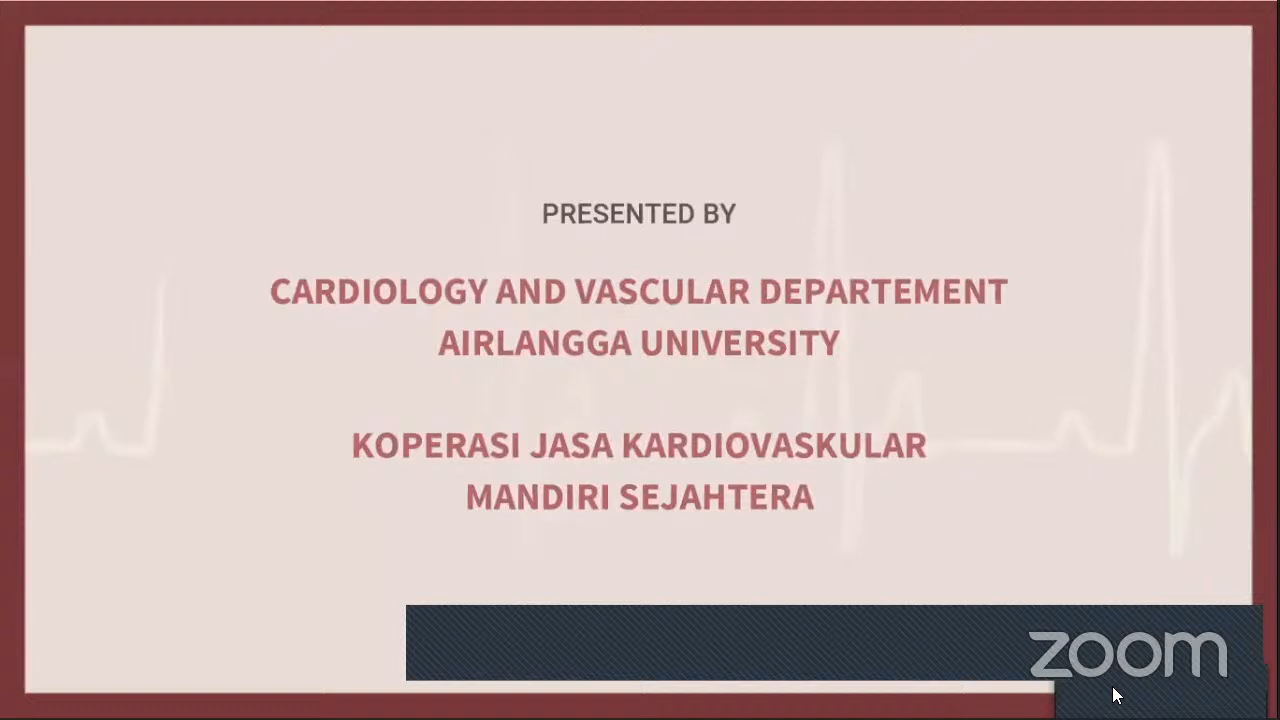 PRESENTED BY
CARDIOLOGY AND VASCULAR DEPARTEMENT
AIRLANGGA UNIVERSITY
KOPERASI JASA KARDIOVASKULAR
MANDIRI SEJAHTERA
zoom